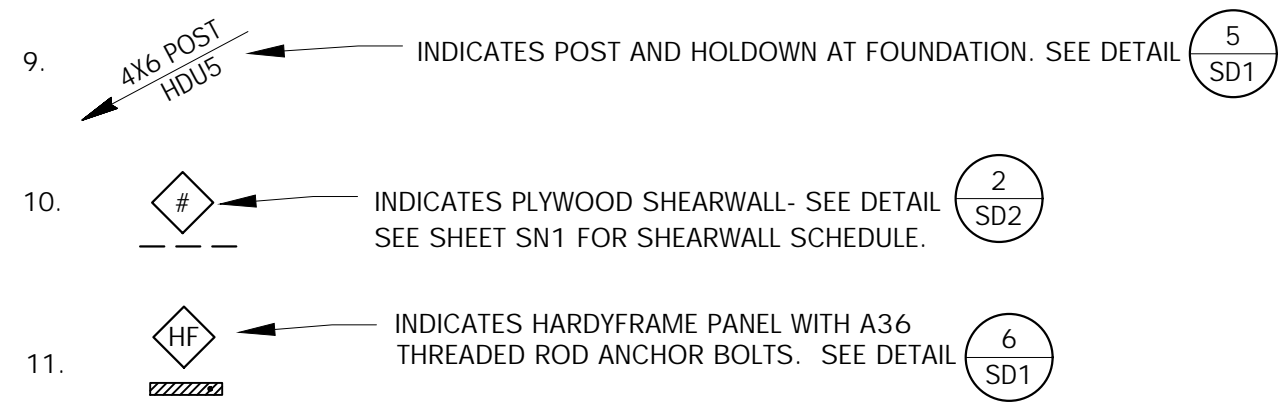 9.
4X6 POST
HDU5
INDICATES POST AND HOLDOWN AT FOUNDATION. SEE DETAIL
5
SD1
10.
#
INDICATES PLYWOOD SHEARWALL- SEE DETAIL
SEE SHEET SN1 FOR SHEARWALL SCHEDULE.
2
SD2
11.
HF
INDICATES HARDYFRAME PANEL WITH A36
THREADED ROD ANCHOR BOLTS. SEE DETAIL
6
SD1